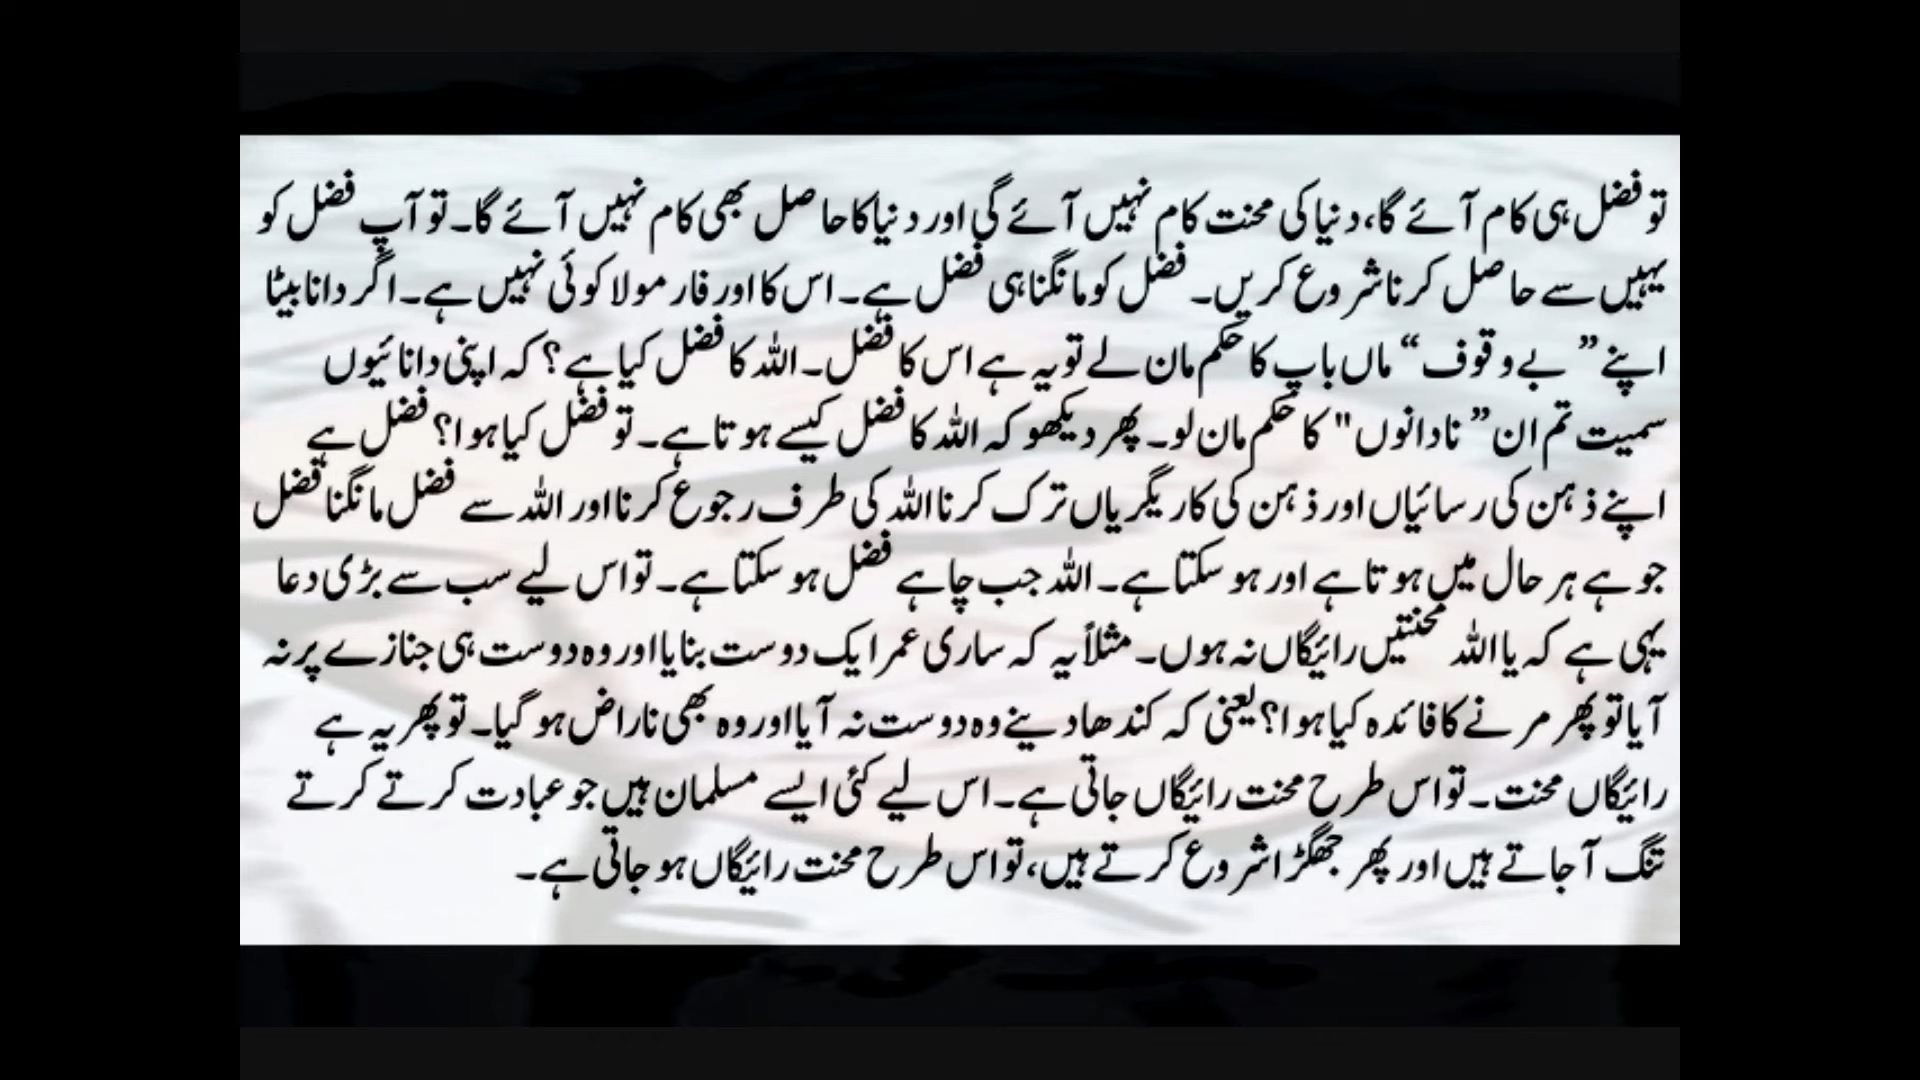 تو فضل ہی کام آئے گا، دنیا کی محنت کام نہیں آئے گی اور دنیا کا حاصل بھی کام نہیں آئے گا۔ تو آپ فضل کو
یہیں سے حاصل کرنا شروع کریں۔ فضل کو مانگنا ہی فضل ہے۔ اس کا اور فارمولا کوئی نہیں ہے۔ اگر دانا بیٹا
اپنے ”بے وقوف“ ماں باپ کا حکم مان لے تو یہ ہے اس کا فضل۔ اللہ کا فضل کیا ہے؟ کہ اپنی دانائیوں
سمیت تم ان ”نادانوں" کا حکم مان لو۔ پھر دیکھو کہ اللہ کا فضل کیسے ہوتا ہے۔ تو فضل کیا ہوا؟ فضل ہے
اپنے ذہن کی رسائیاں اور ذہن کی کاریگریاں ترک کرنا اللہ کی طرف رجوع کرنا اور اللہ سے فضل مانگنا فضل
جو ہے ہر حال میں ہوتا ہے اور ہو سکتا ہے۔ اللہ جب چاہے فضل ہو سکتا ہے۔ تو اس لیے سب سے بڑی دعا
یہی ہے کہ یا اللہ محنتیں رائیگاں نہ ہوں۔ مثلاً یہ کہ ساری عمر ایک دوست بنایا اور وہ دوست ہی جنازے پر نہ
آیا تو پھر مرنے کا فائدہ کیا ہوا؟ یعنی کہ کندھا دینے وہ دوست نہ آیا اور وہ بھی ناراض ہو گیا۔ تو پھر یہ ہے
رائیگاں محنت۔ تو اس طرح محنت رائیگاں جاتی ہے۔ اس لیے کئی ایسے مسلمان ہیں جو عبادت کرتے کرتے
تنگ آ جاتے ہیں اور پھر جھگڑا شروع کرتے ہیں، تو اس طرح محنت رائیگاں ہو جاتی ہے۔